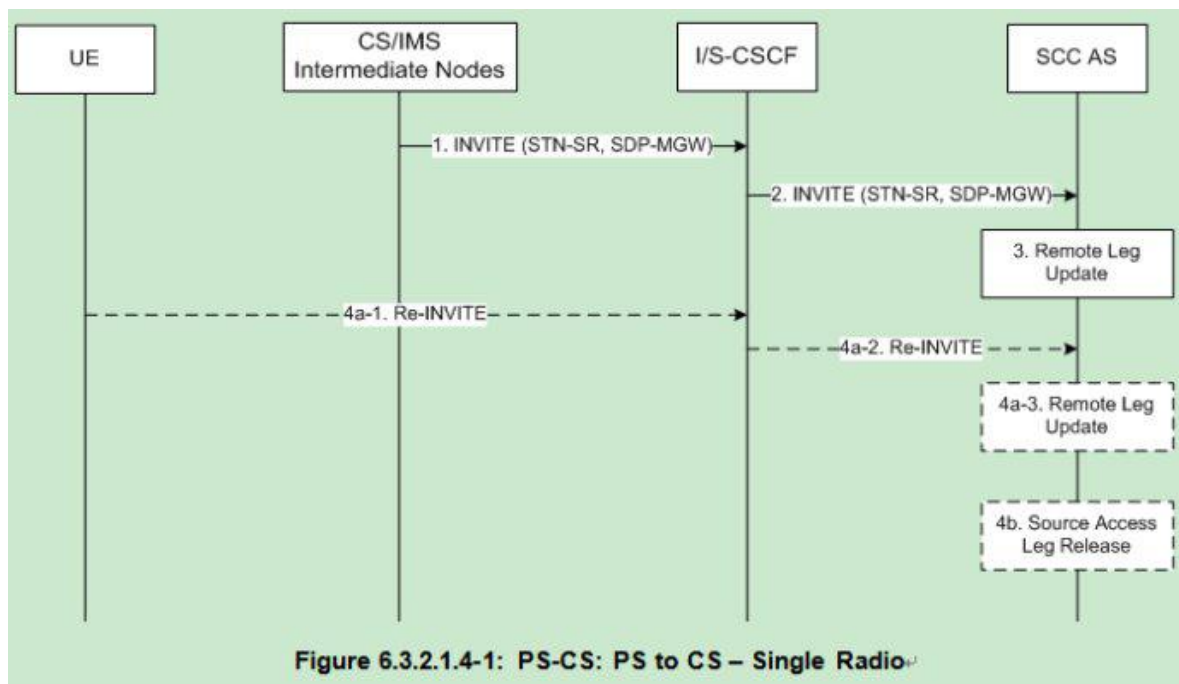 UE
CS/IMS
Intermediate Nodes
I/S-CSCF
SCC AS
1. INVITE (STN-SR, SDP-MGW)
2. INVITE (STN-SR, SDP-MGW)
3. Remote Leg
Update
4a-1. Re-INVITE
4a-2. Re-INVITE
4a-3. Remote Leg
Update
4b. Source Access
Leg Release
Figure 6.3.2.1.4-1: PS-CS: PS to CS – Single Radio